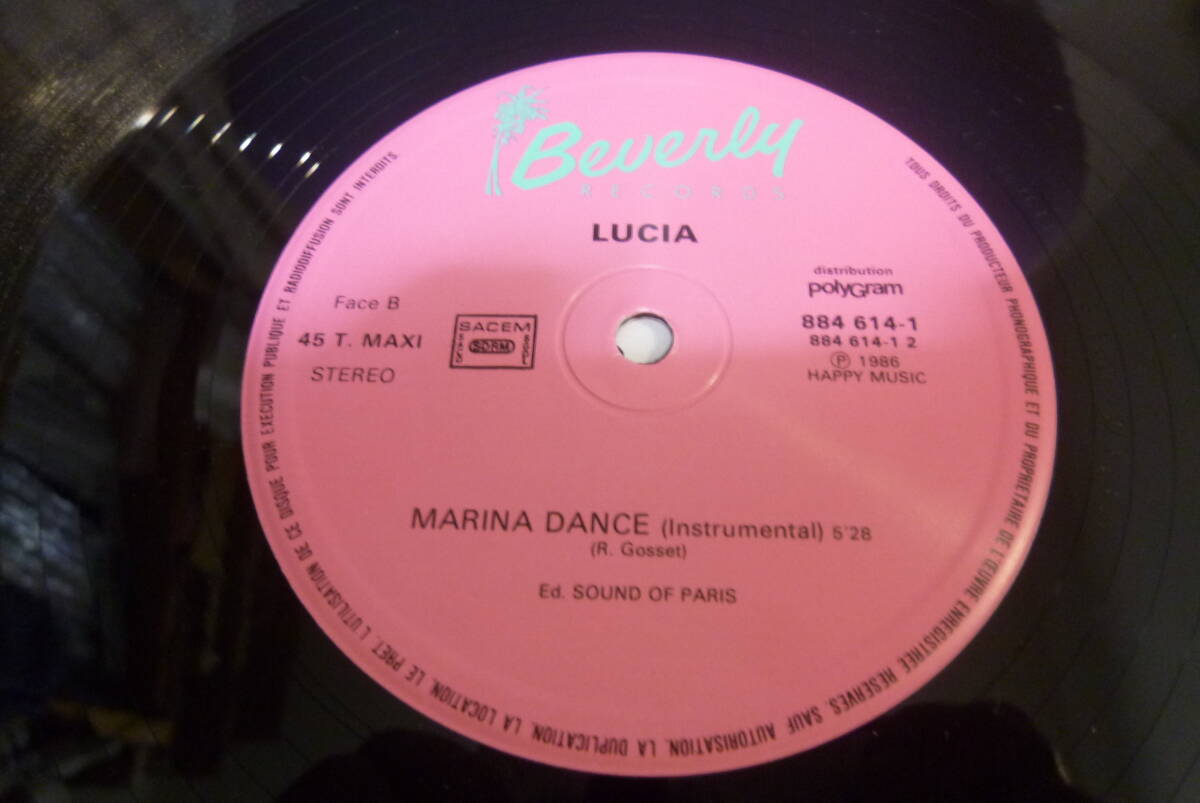 Beverly
RECORDS
LUCIA
Face B
45 T. MAXI
STEREO
SACEM
SDRM
distribution
polyGram
884 614-1
884 614-1 2
℗ 1986
HAPPY MUSIC
MARINA DANCE (Instrumental) 5'28
(R. Gosset)
Ed. SOUND OF PARIS
TOUS DROITS DU PRODUCTEUR PHONOGRAPHIQUE ET DU PROPRIETAIRE DE L'ŒUVRE ENREGISTREE RESERVES SAUF AUTORISATION, LA DUPLICATION, LA LOCATION, LE PRET, L'UTILISATION DE CE DISQUE POUR EXECUTION PUBLIQUE ET RADIODIFFUSION SONT INTERDITS